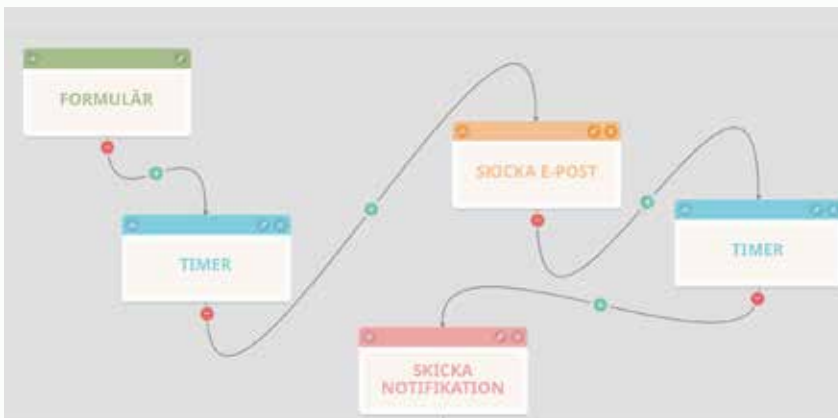 FORMULÄR
TIMER
SKICKA E-POST
TIMER
SKICKA
NOTIFIKATION